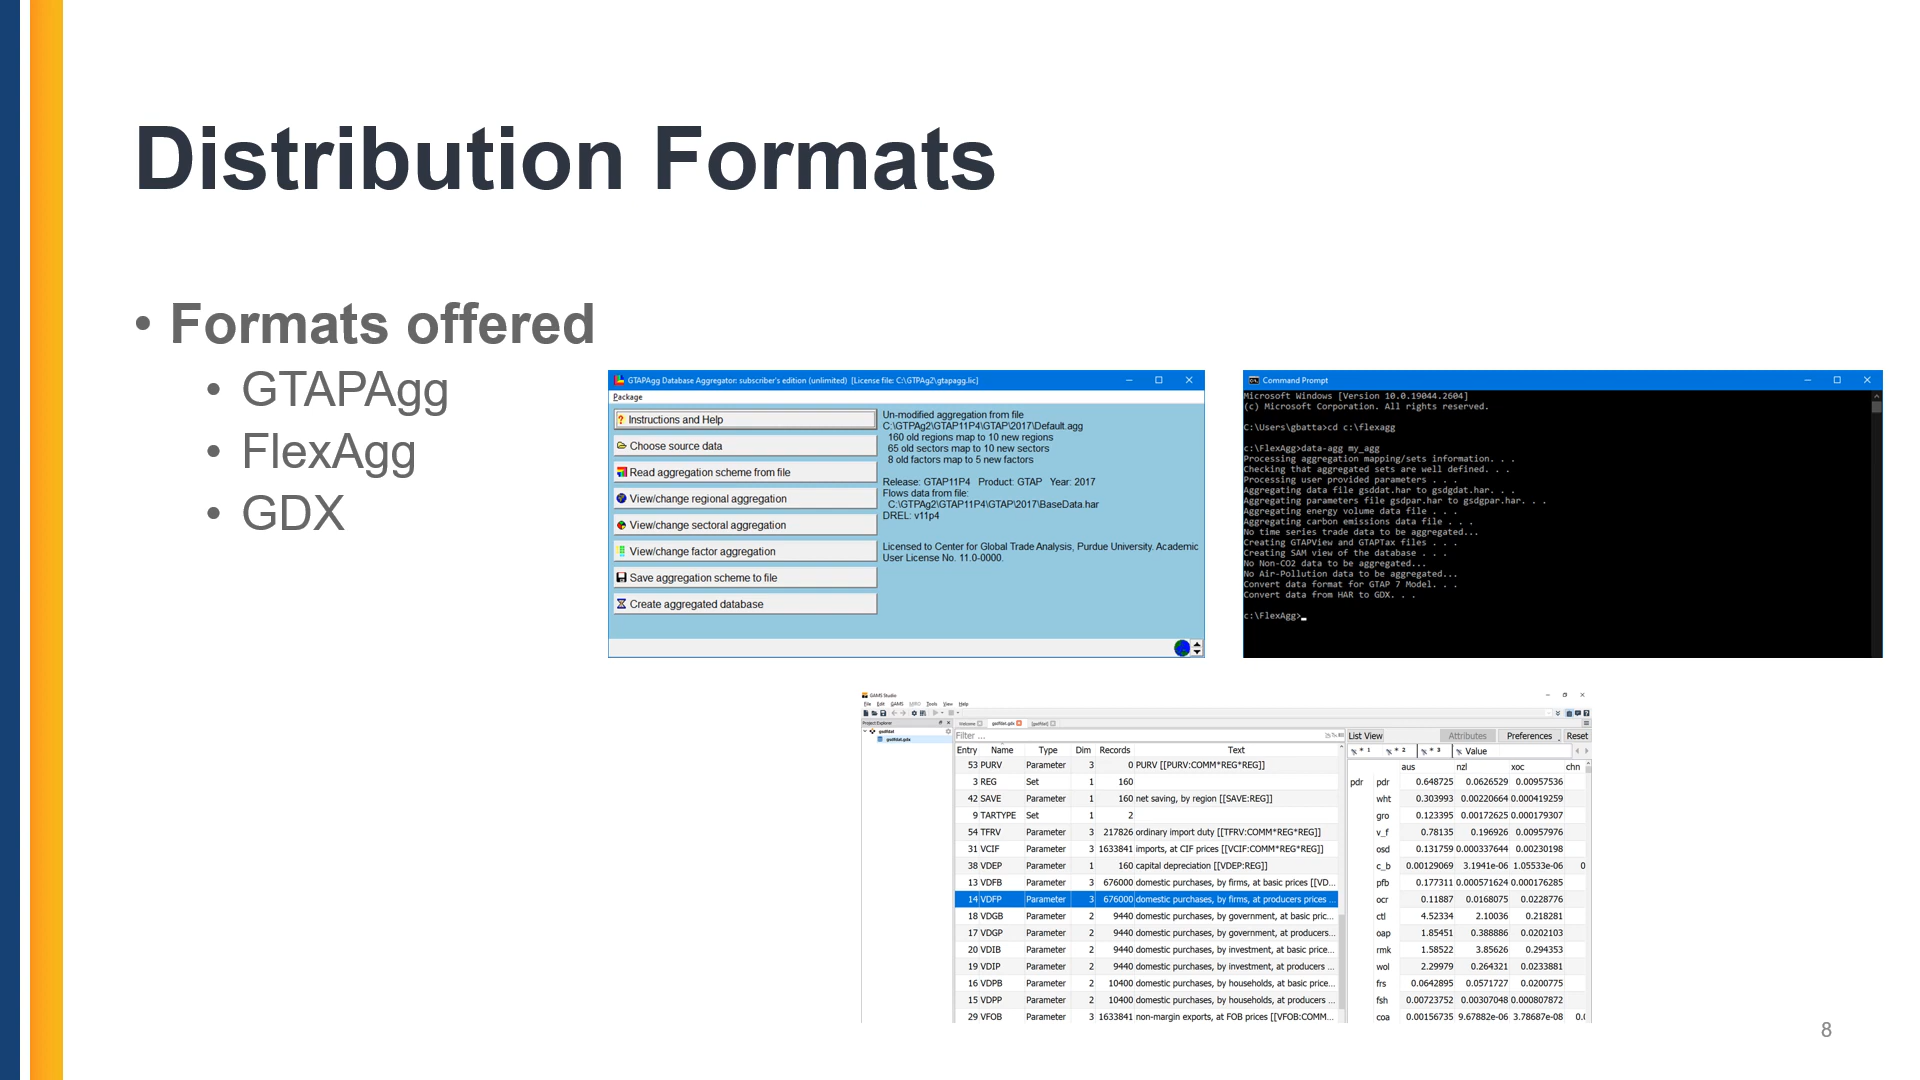 Distribution Formats
• Formats offered
• GTAPAgg
• FlexAgg
• GDX
GTAPAgg Database Aggregator: subscriber's edition (unlimited) [License file: C:\GTPAg2\gtapagg.lic]
Package
Instructions and Help
Choose source data
Read aggregation scheme from file
View/change regional aggregation
View/change sectoral aggregation
View/change factor aggregation
Save aggregation scheme to file
Create aggregated database
Un-modified aggregation from file
C:\GTPAg2\GTAP11P4\GTAP\2017\Default.agg
160 old regions map to 10 new regions
65 old sectors map to 10 new sectors
8 old factors map to 5 new factors
Release: GTAP11P4 Product: GTAP Year: 2017
Flows data from file:
C:\GTPAg2\GTAP11P4\GTAP\2017\BaseData.har
DREL: v11p4
Licensed to Center for Global Trade Analysis, Purdue University. Academic
User License No. 11.0-0000.
Command Prompt
Microsoft Windows [Version 10.0.19044.2604]
(c) Microsoft Corporation. All rights reserved.
C:\Users\gbatta>cd c:\flexagg
c:\FlexAgg>data-agg my_agg
Processing aggregation mapping/sets information. . .
Checking that aggregated sets are well defined. . .
Processing user provided parameters . . .
Aggregating data file gsddat.har to gsdgdat.har. . .
Aggregating parameters file gsdpar.har to gsdgpar.har. . .
Aggregating energy volume data file . . .
Aggregating carbon emissions data file . . .
No time series trade data to be aggregated...
Creating GTAPView and GTAPTax files . . .
Creating SAM view of the database . . .
No Non-CO2 data to be aggregated...
No Air-Pollution data to be aggregated...
Convert data format for GTAP 7 Model. . .
Convert data from HAR to GDX. . .
c:\FlexAgg>
GAMS Studio
File Edit GAMS MIRO Tools View Help
Project Explorer
gsdfdat
gsdfdat.gdx
Welcome gsdfdat.gdx [gsdfdat]
Filter ...
Entry Name Type Dim Records Text
53 PURV Parameter 3 0 PURV [[PURV:COMM*REG*REG]]
3 REG Set 1 160
42 SAVE Parameter 1 160 net saving, by region [[SAVE:REG]]
9 TARTYPE Set 1 2
54 TFRV Parameter 3 217826 ordinary import duty [[TFRV:COMM*REG*REG]]
31 VCIF Parameter 3 1633841 imports, at CIF prices [[VCIF:COMM*REG*REG]]
38 VDEP Parameter 1 160 capital depreciation [[VDEP:REG]]
13 VDFB Parameter 3 676000 domestic purchases, by firms, at basic prices [[VD...
14 VDFP Parameter 3 676000 domestic purchases, by firms, at producers prices ...
18 VDGB Parameter 2 9440 domestic purchases, by government, at basic pric...
17 VDGP Parameter 2 9440 domestic purchases, by government, at producers...
20 VDIB Parameter 2 9440 domestic purchases, by investment, at basic price...
19 VDIP Parameter 2 9440 domestic purchases, by investment, at producers ...
16 VDPB Parameter 2 10400 domestic purchases, by households, at basic price...
15 VDPP Parameter 2 10400 domestic purchases, by households, at producers ...
29 VFOB Parameter 3 1633841 non-margin exports, at FOB prices [[VFOB:COMM...
List View Attributes Preferences Reset
* 1 * 2 * 3 Value
aus nzl xoc chn
pdr pdr 0.648725 0.0626529 0.00957536
wht 0.303993 0.00220664 0.000419259
gro 0.123395 0.00172625 0.000179307
v_f 0.78135 0.196926 0.00957976
osd 0.131759 0.000337644 0.00230198
c_b 0.00129069 3.1941e-06 1.05533e-06 0
pfb 0.177311 0.000571624 0.000176285
ocr 0.11887 0.0168075 0.0228776
ctl 4.52334 2.10036 0.218281
oap 1.85451 0.388886 0.0202103
rmk 1.58522 3.85626 0.294353
wol 2.29979 0.264321 0.0233881
frs 0.0642895 0.0571727 0.0200775
fsh 0.00723752 0.00307048 0.000807872
coa 0.00156735 9.67882e-06 3.78687e-08 0.(
8